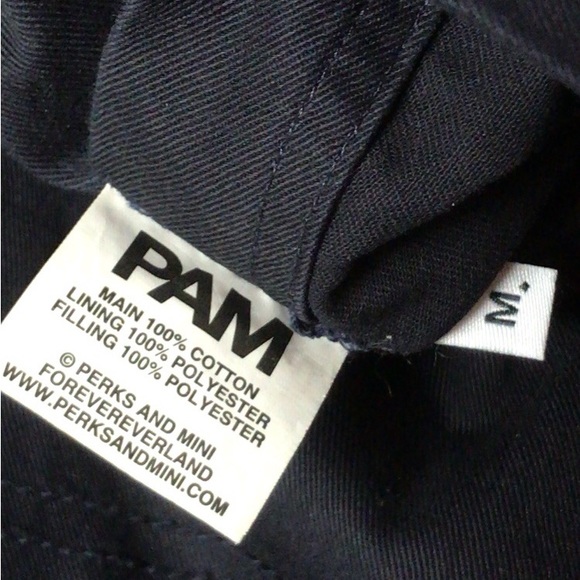 PAM
MAIN 100% COTTON
LINING 100% POLYESTER
FILLING 100% POLYESTER
© PERKS AND MINI
FOREVEREVERLAND
WWW.PERKSANDMINI.COM
M.